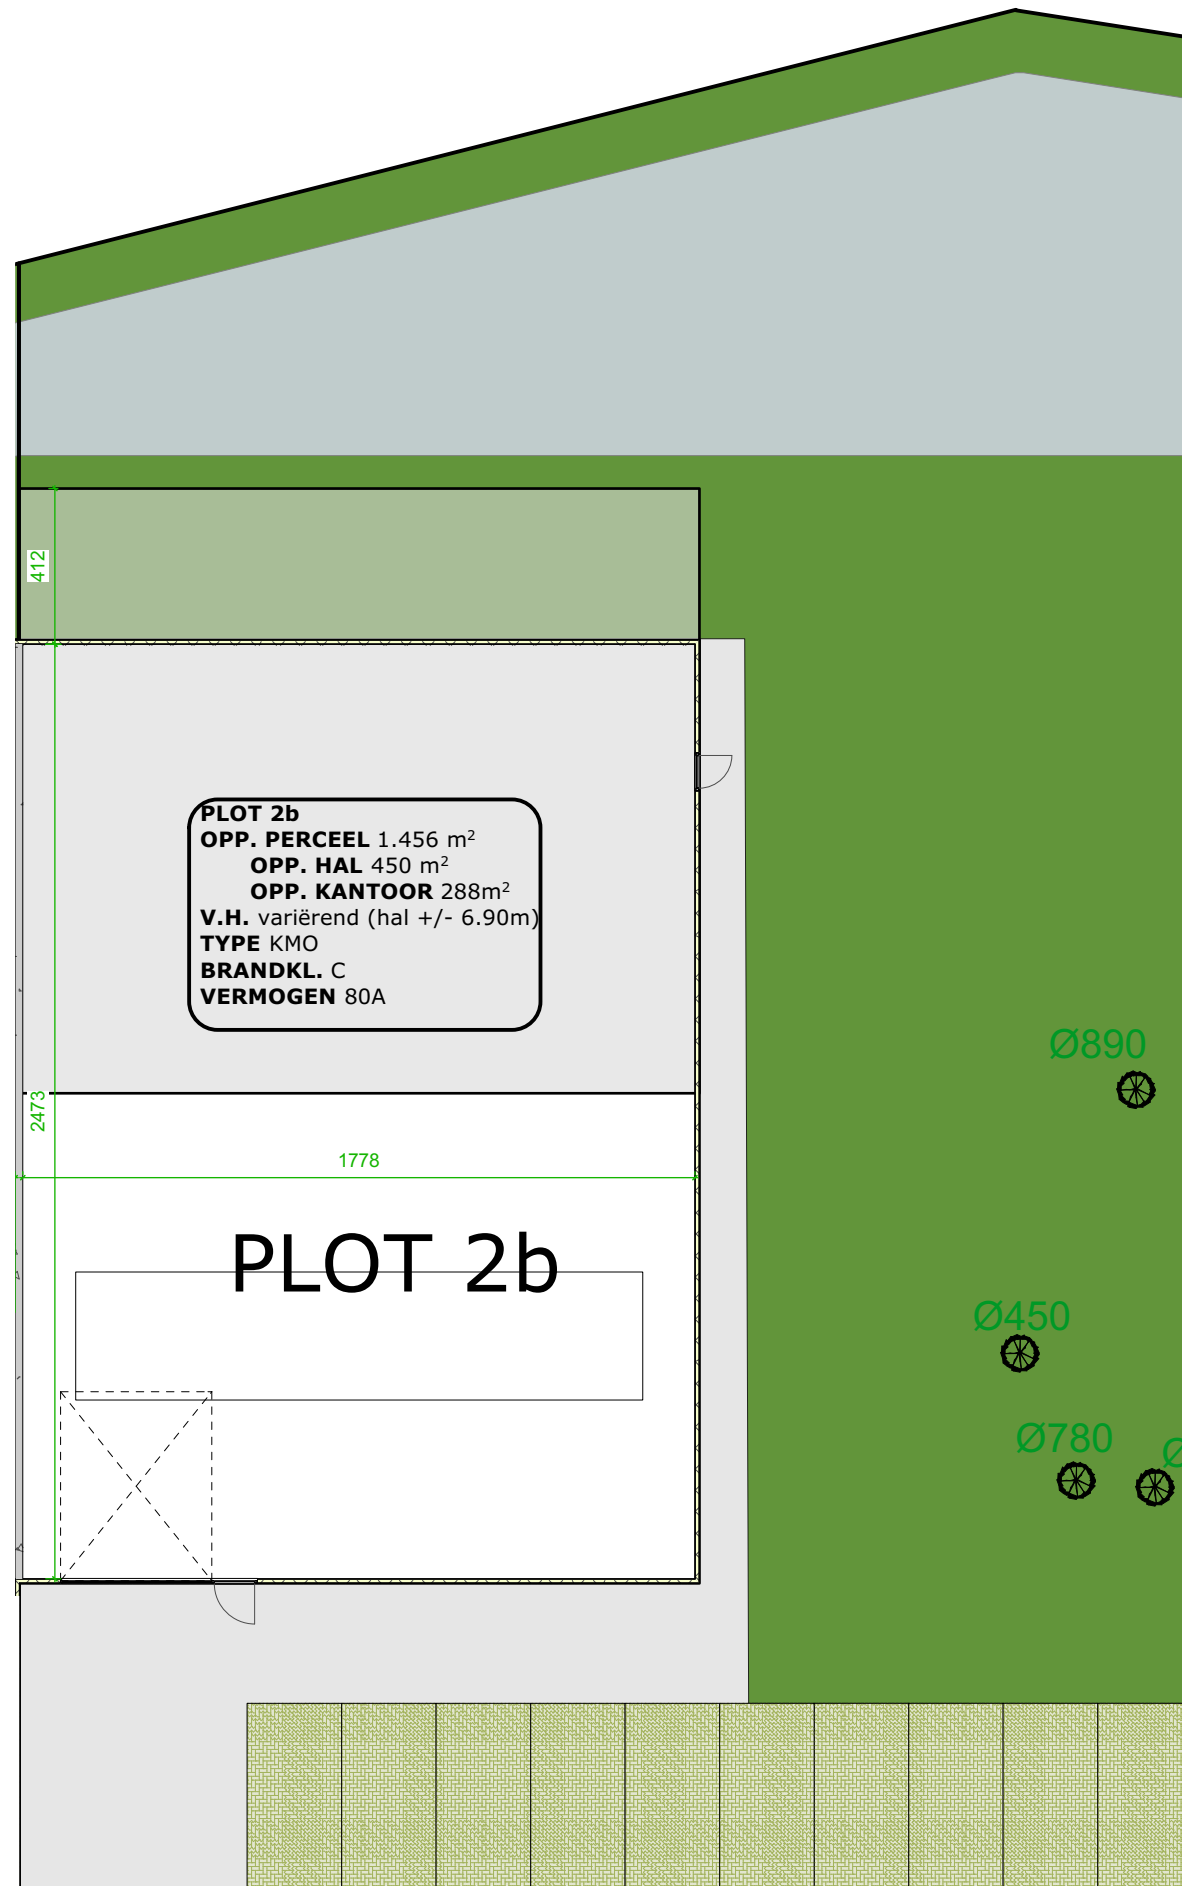 412
PLOT 2b
OPP. PERCEEL 1.456 m²
OPP. HAL 450 m²
OPP. KANTOOR 288m²
V.H. variërend (hal +/- 6.90m)
TYPE KMO
BRANDKL. C
VERMOGEN 80A
Ø890
2473
1778
PLOT 2b
Ø450
Ø780
Ø